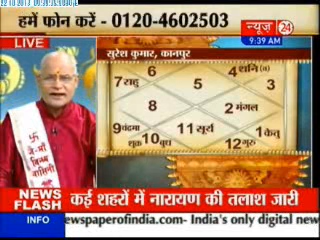 हमें फोन करें - 0120-4602503
न्यूज़ 24
LIVE
9:39 AM
सुरेश कुमार, कानपुर
6
4 शनि (व)
7 राहु
5
3
8
2 मंगल
9 चंद्रमा
11 सूर्य
1 केतु
शुक्र 10 बुध
12 गुरु
जै माँ
विन्ध्य
वासिनी
NEWS
FLASH
कई शहरों में नारायण की तलाश जारी
INFO
newspaperofindia.com - India's only digital new